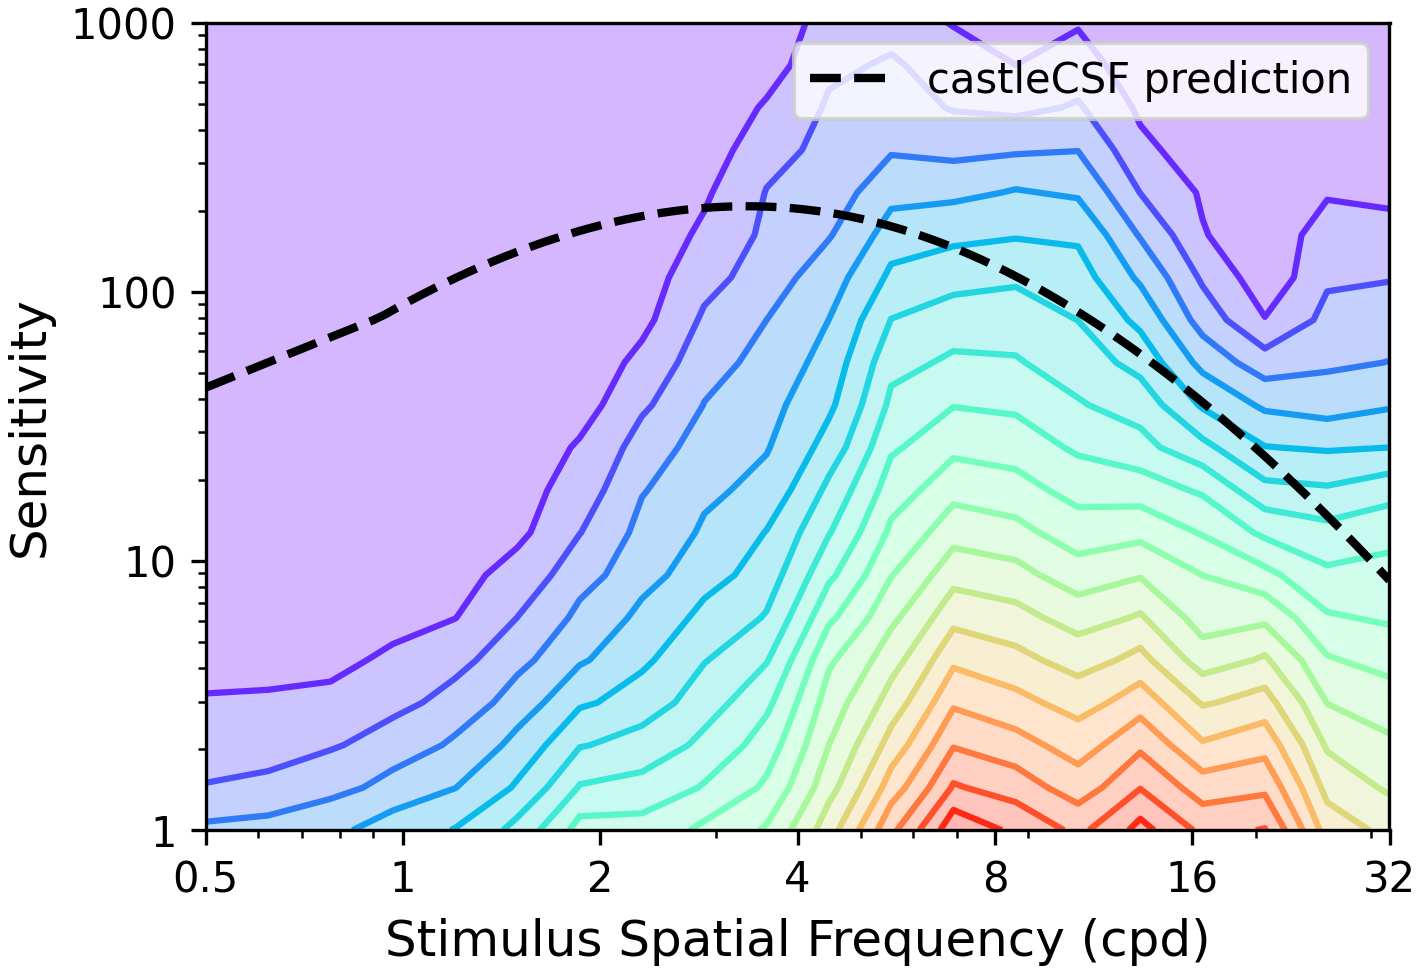 1000
castleCSF prediction
100
Sensitivity
10
1
0.5 1 2 4 8 16 32
Stimulus Spatial Frequency (cpd)